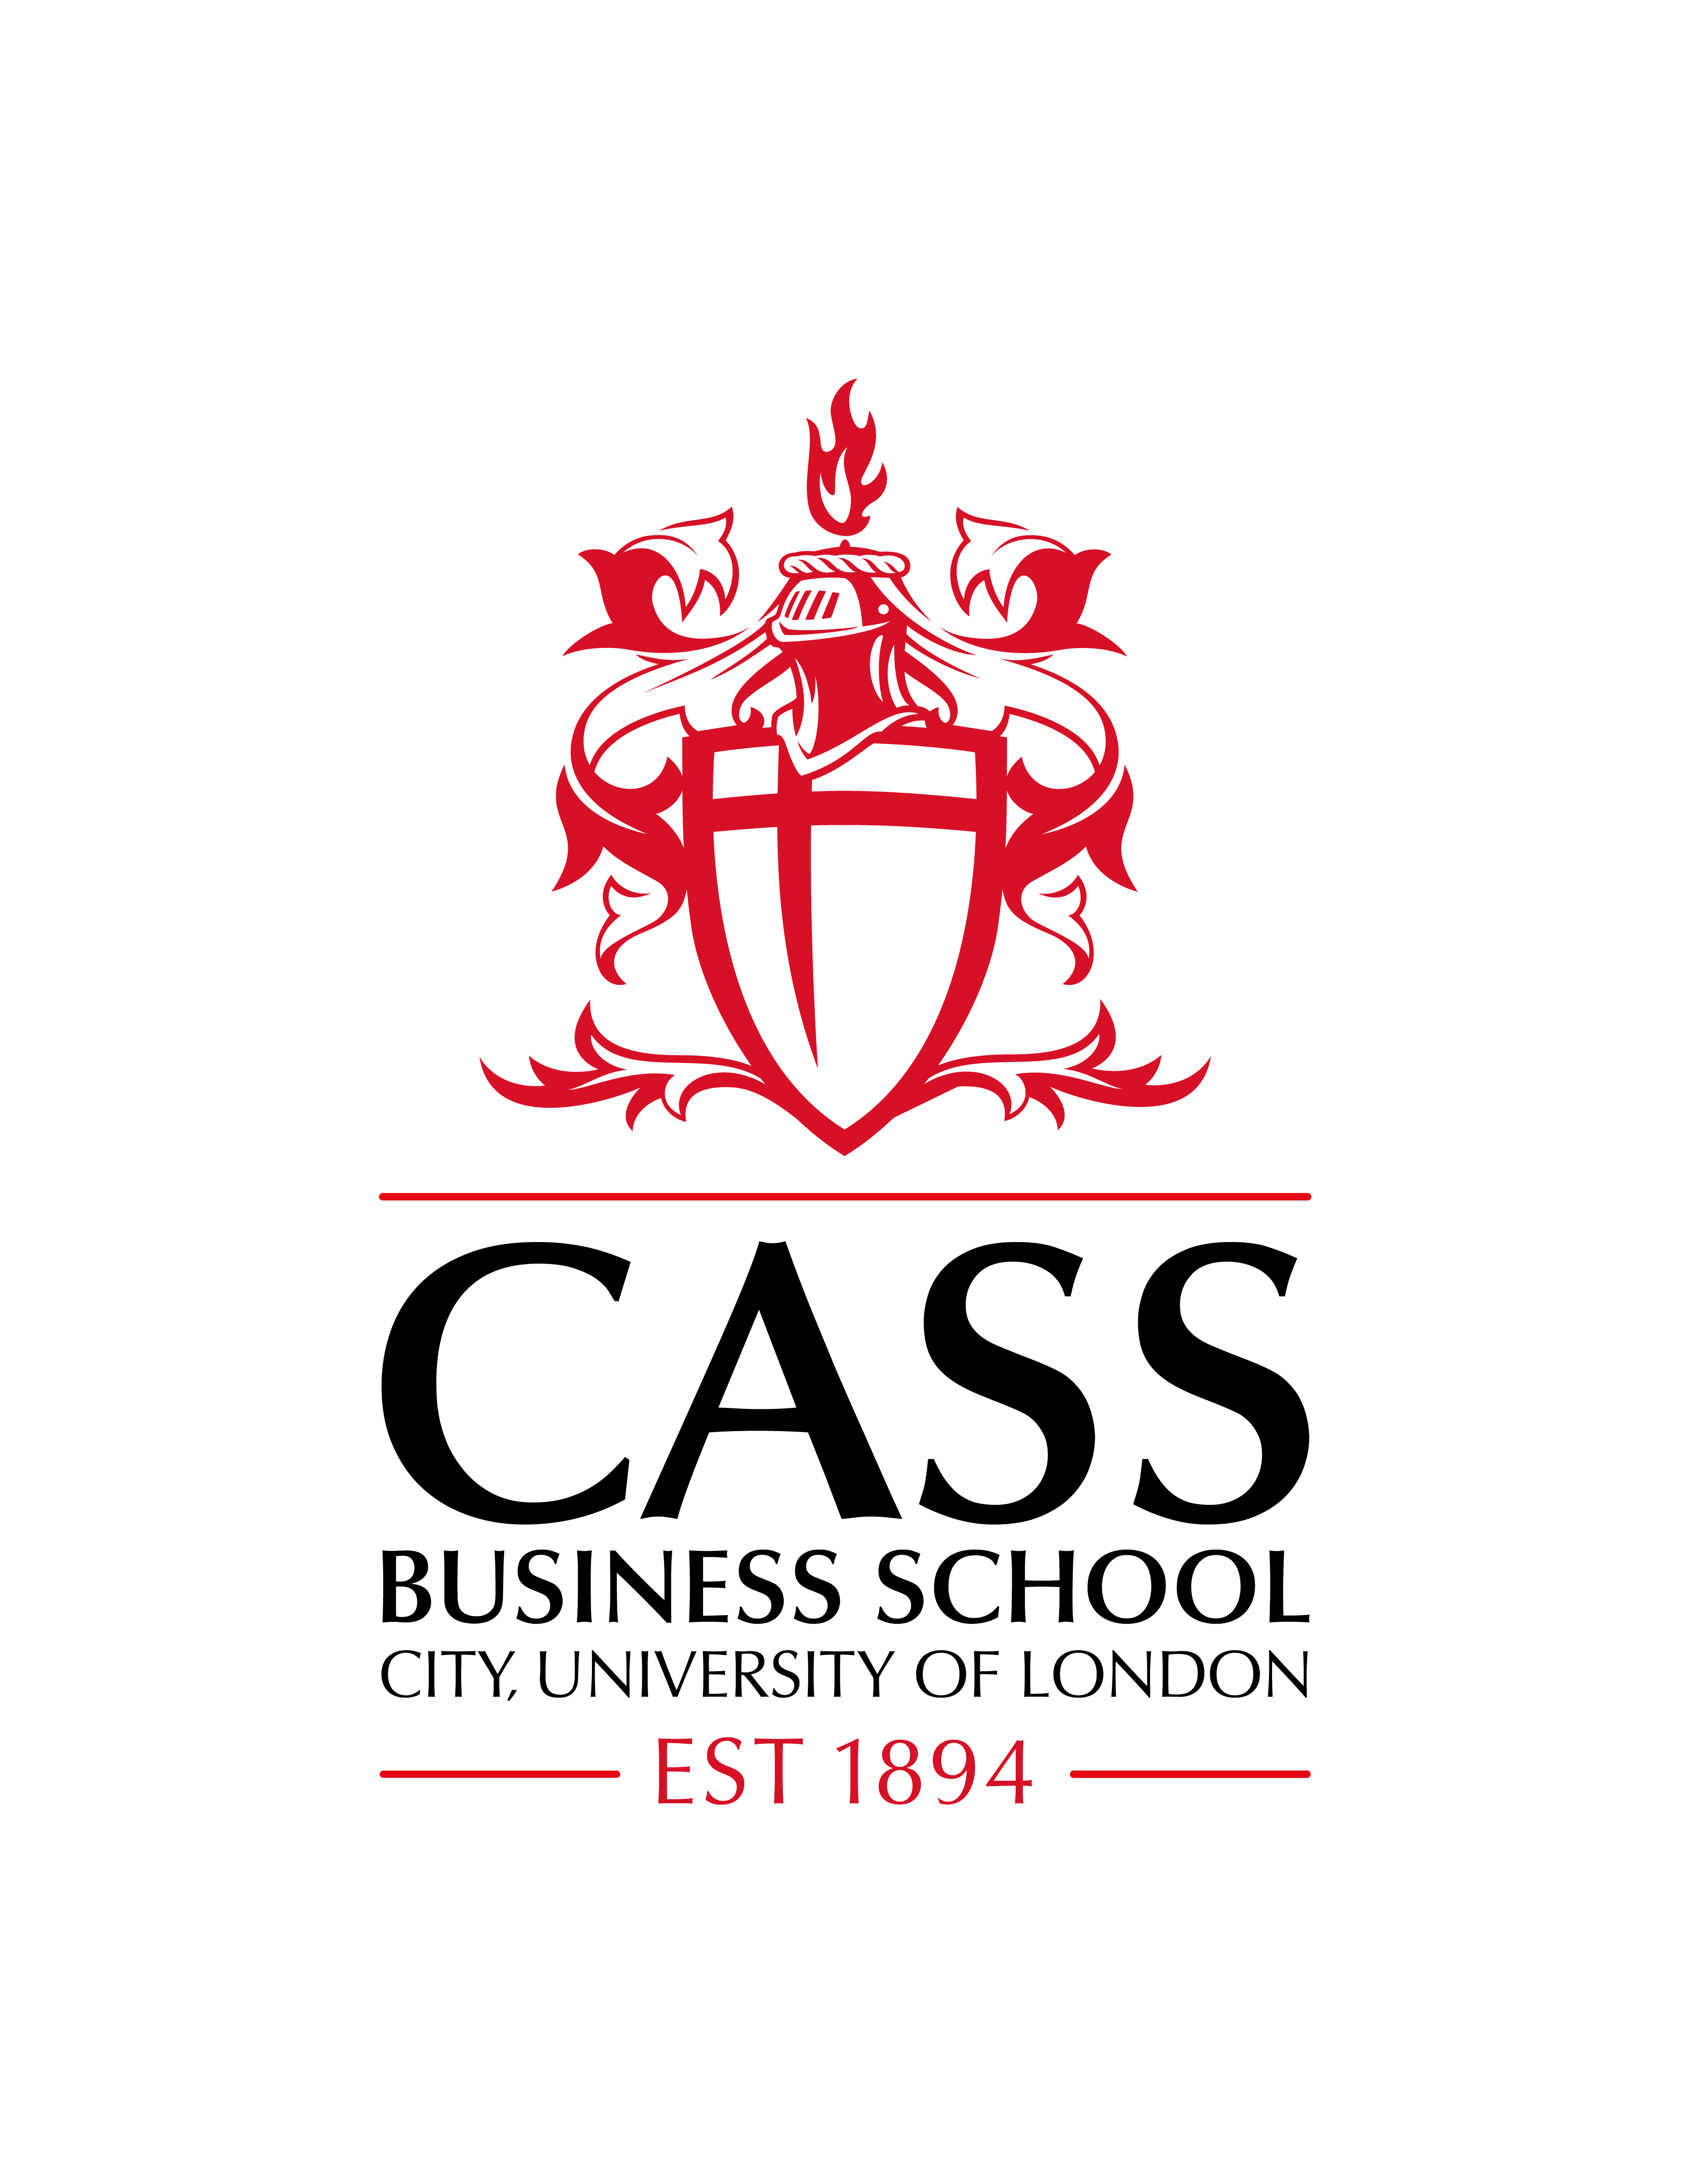 CASS
BUSINESS SCHOOL
CITY, UNIVERSITY OF LONDON
EST 1894